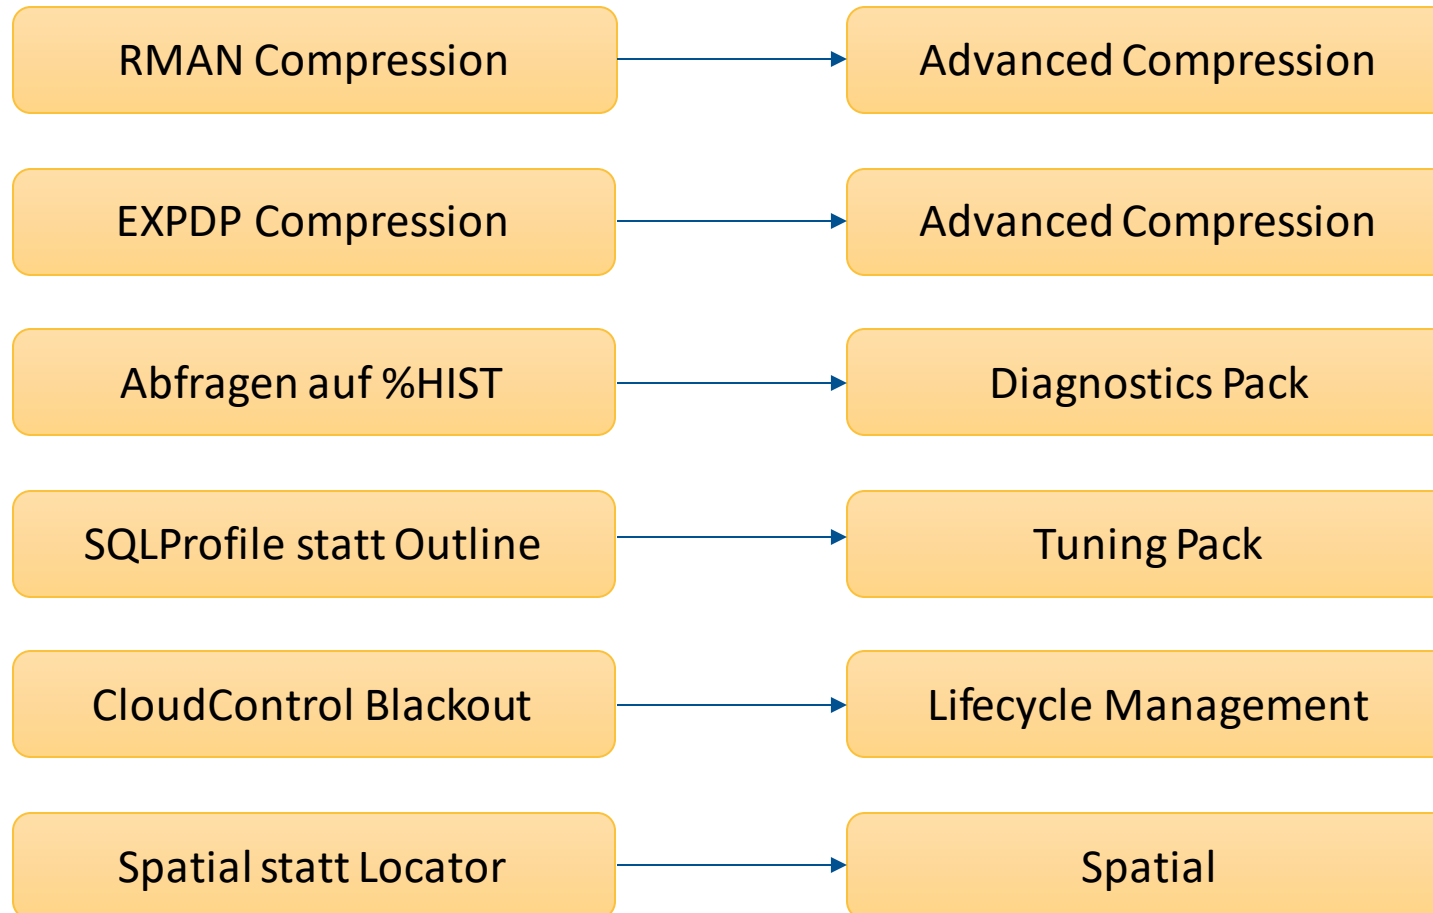 RMAN Compression
Advanced Compression
EXPDP Compression
Advanced Compression
Abfragen auf %HIST
Diagnostics Pack
SQLProfile statt Outline
Tuning Pack
CloudControl Blackout
Lifecycle Management
Spatial statt Locator
Spatial